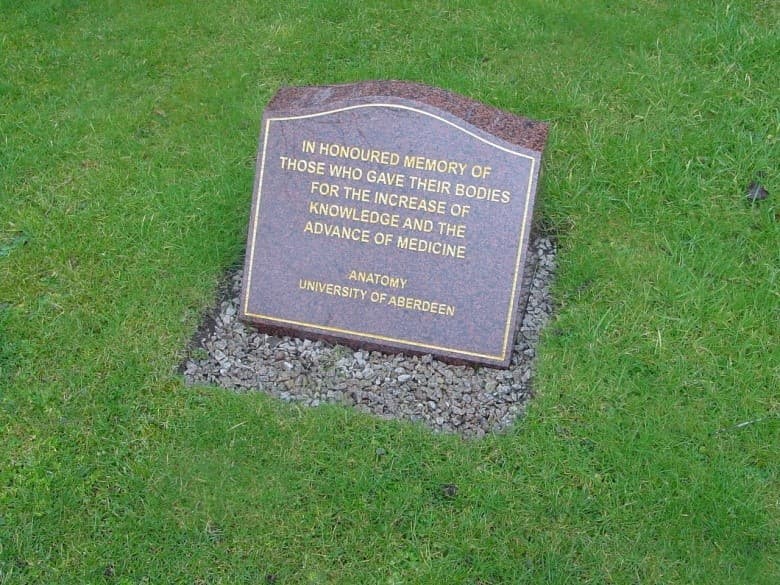 IN HONOURED MEMORY OF
THOSE WHO GAVE THEIR BODIES
FOR THE INCREASE OF
KNOWLEDGE AND THE
ADVANCE OF MEDICINE
ANATOMY
UNIVERSITY OF ABERDEEN